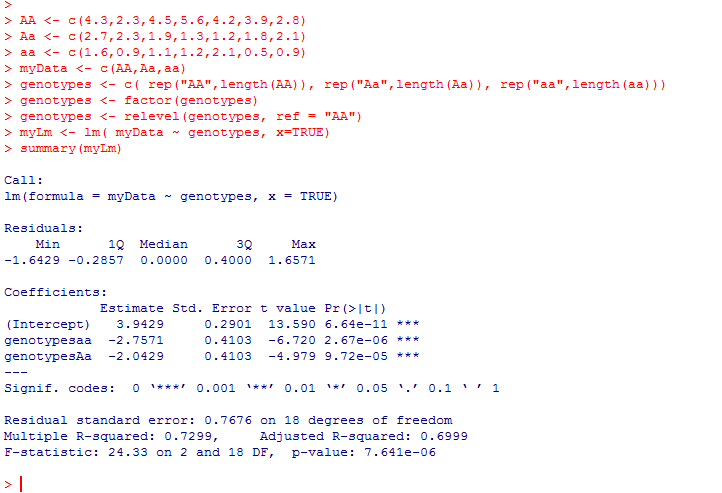 >
> AA <- c(4.3,2.3,4.5,5.6,4.2,3.9,2.8)
> Aa <- c(2.7,2.3,1.9,1.3,1.2,1.8,2.1)
> aa <- c(1.6,0.9,1.1,1.2,2.1,0.5,0.9)
> myData <- c(AA,Aa,aa)
> genotypes <- c( rep("AA",length(AA)), rep("Aa",length(Aa)), rep("aa",length(aa)))
> genotypes <- factor(genotypes)
> genotypes <- relevel(genotypes, ref = "AA")
> myLm <- lm( myData ~ genotypes, x=TRUE)
> summary(myLm)
Call:
lm(formula = myData ~ genotypes, x = TRUE)
Residuals:
    Min      1Q  Median      3Q     Max
-1.6429 -0.2857  0.0000  0.4000  1.6571
Coefficients:
            Estimate Std. Error t value Pr(>|t|)
(Intercept)   3.9429     0.2901  13.590 6.64e-11 ***
genotypesaa  -2.7571     0.4103  -6.720 2.67e-06 ***
genotypesAa  -2.0429     0.4103  -4.979 9.72e-05 ***
---
Signif. codes:  0 ‘***’ 0.001 ‘**’ 0.01 ‘*’ 0.05 ‘.’ 0.1 ‘ ’ 1
Residual standard error: 0.7676 on 18 degrees of freedom
Multiple R-squared: 0.7299,     Adjusted R-squared: 0.6999
F-statistic: 24.33 on 2 and 18 DF,  p-value: 7.641e-06
>